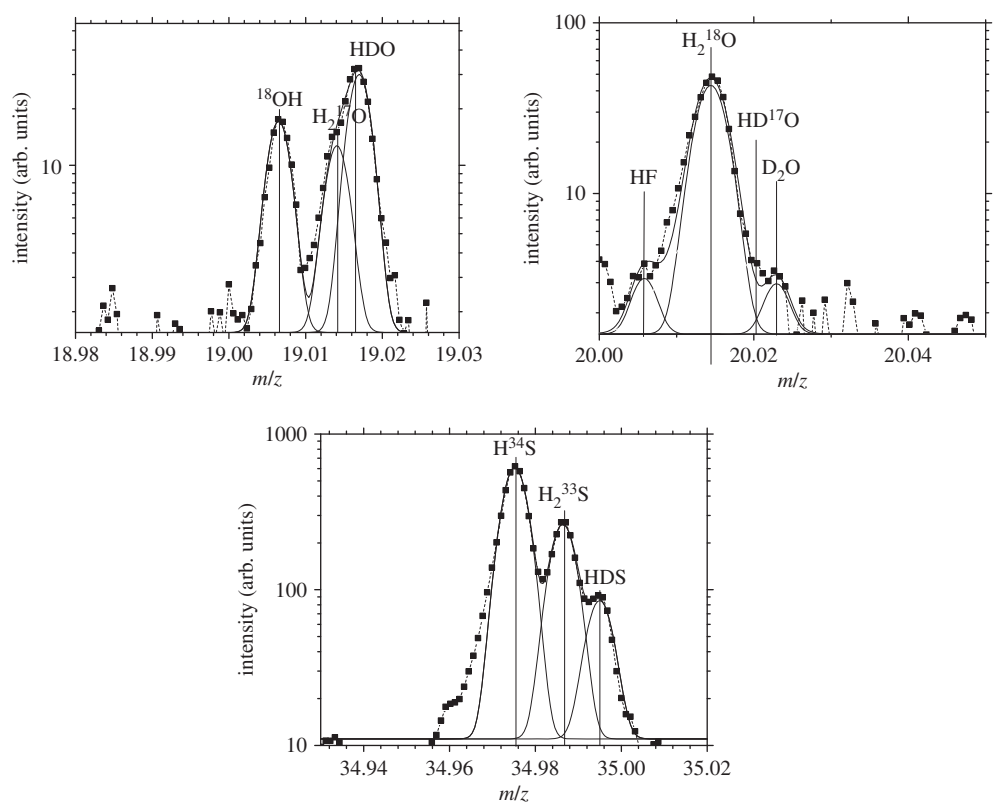 100
HDO
H₂¹⁸O
¹⁸OH
H₂¹⁷O
HD¹⁷O
HF
D₂O
intensity (arb. units)
10
intensity (arb. units)
10
18.98 18.99 19.00 19.01 19.02 19.03
m/z
20.00 20.02 20.04
m/z
1000
H³⁴S
H₂³³S
HDS
intensity (arb. units)
100
10
34.94 34.96 34.98 35.00 35.02
m/z